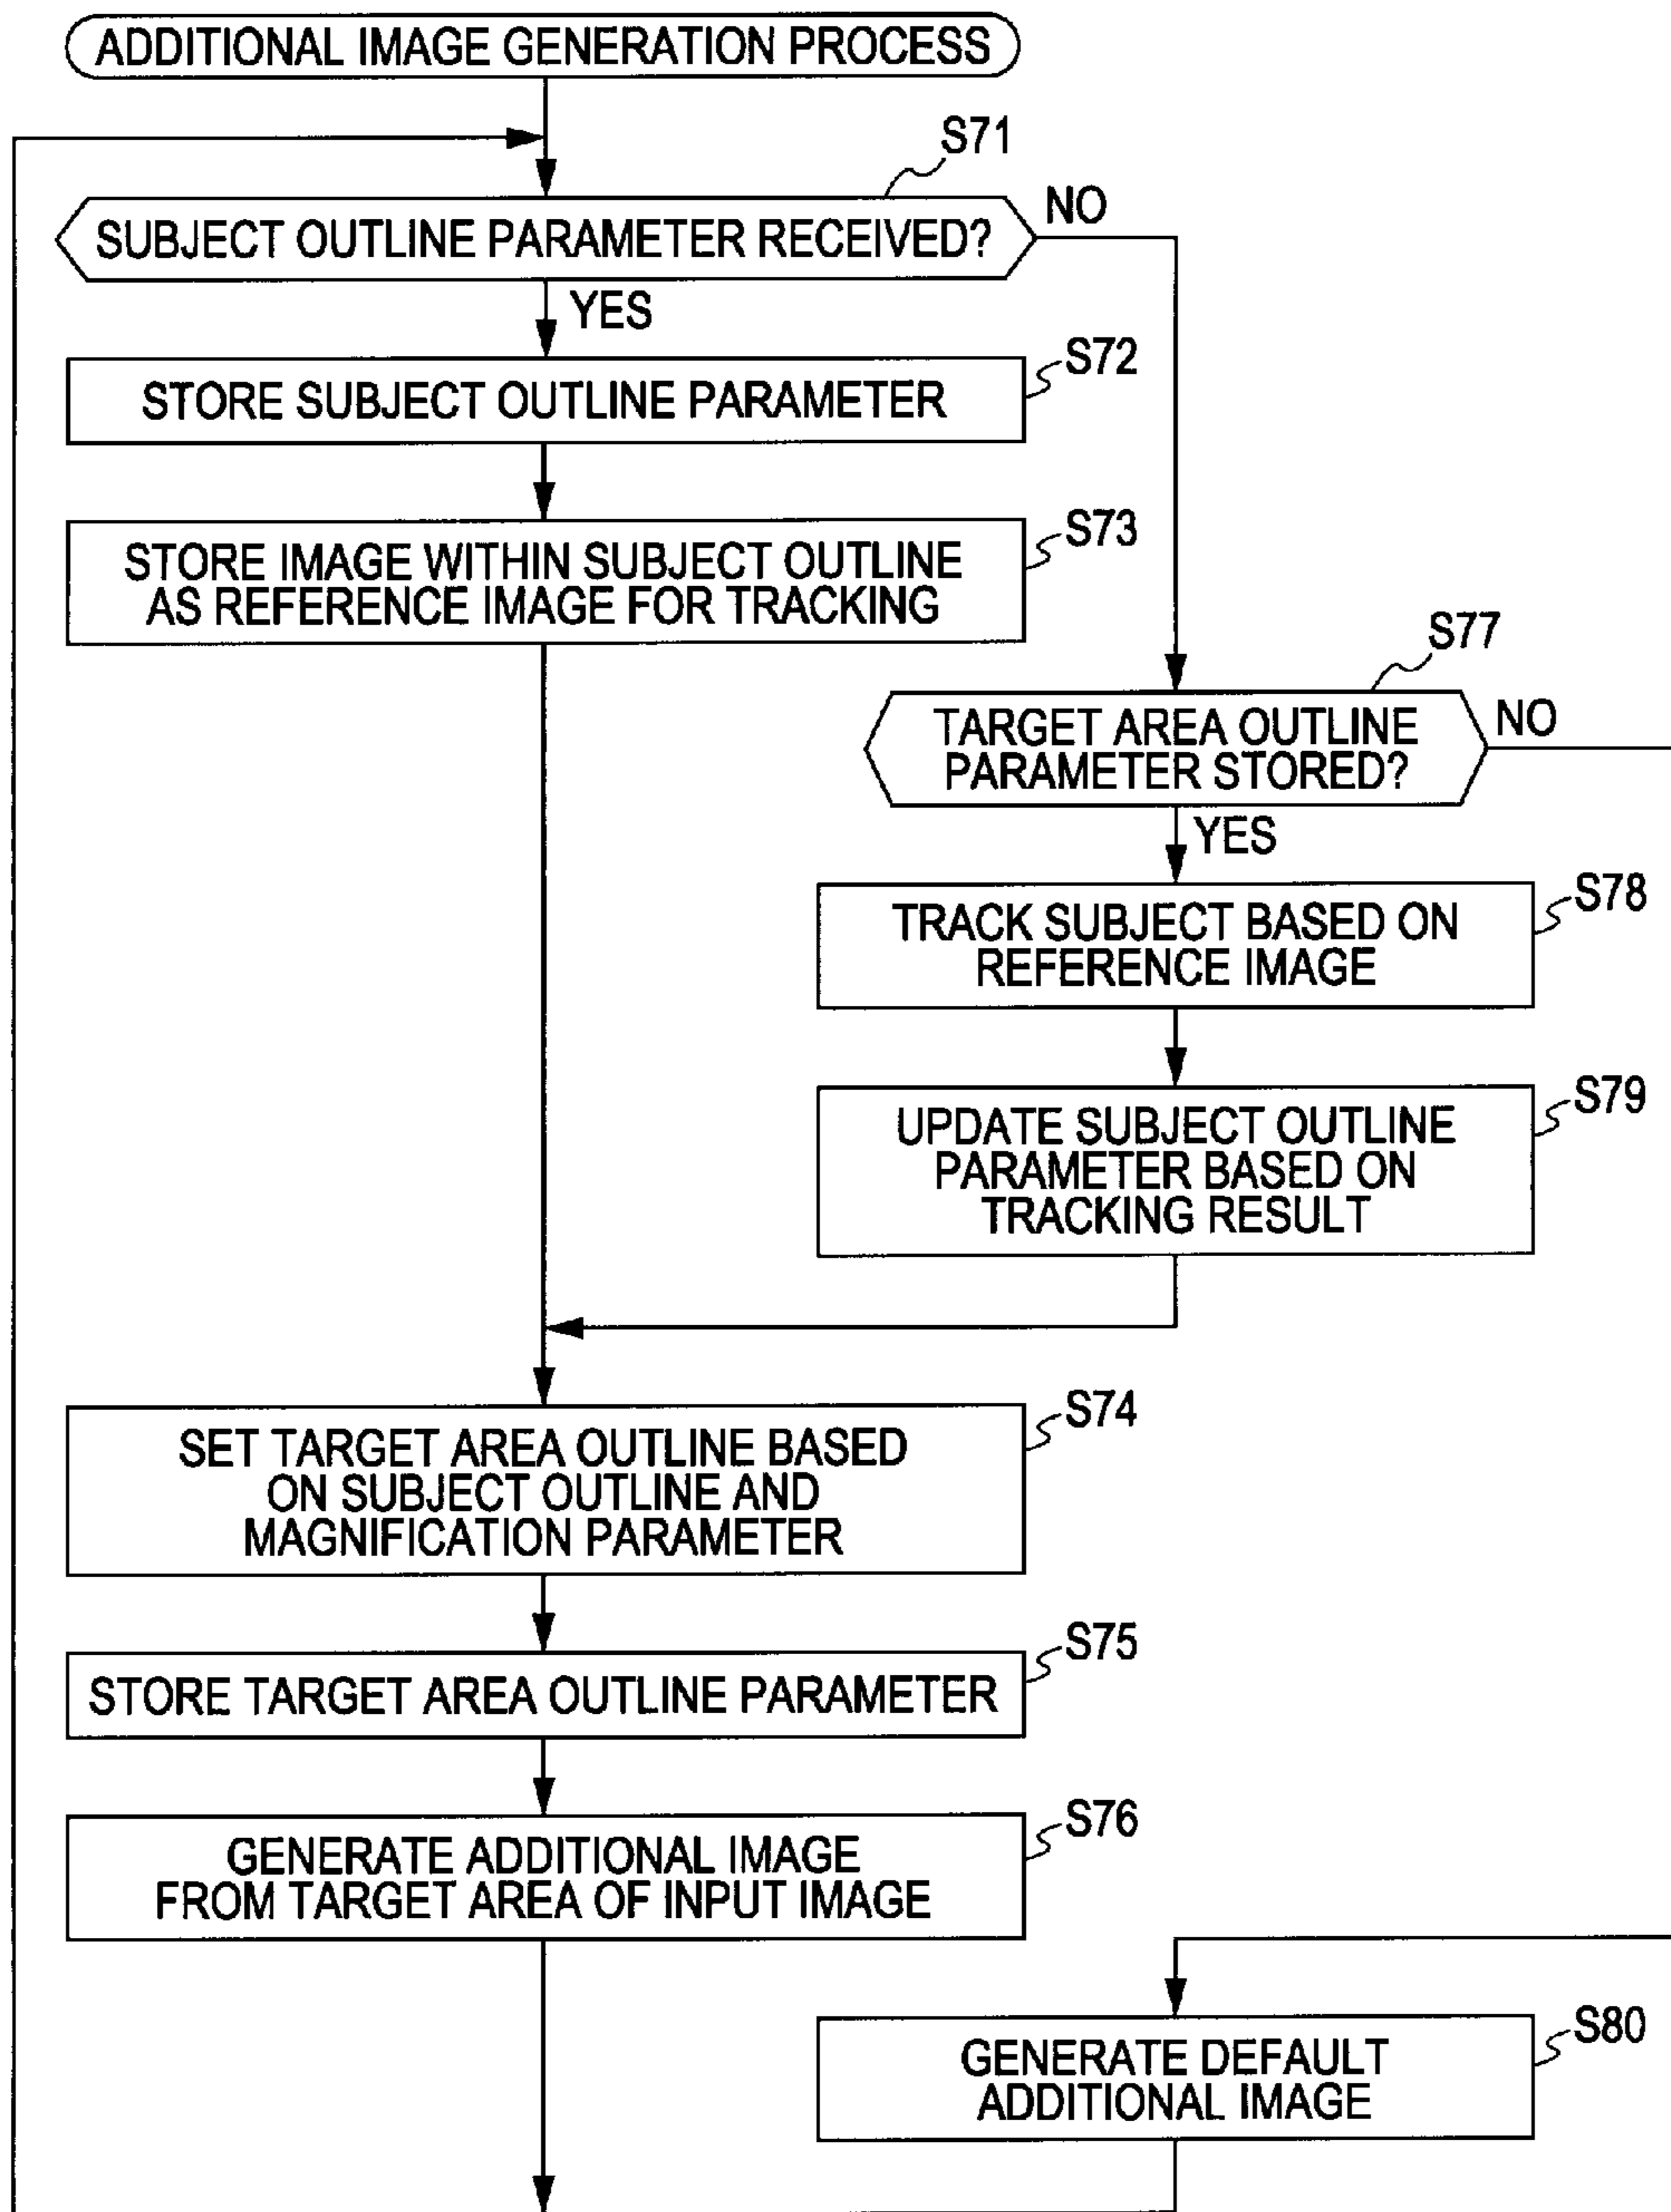 ADDITIONAL IMAGE GENERATION PROCESS
S71
SUBJECT OUTLINE PARAMETER RECEIVED?
NO
YES
S72
STORE SUBJECT OUTLINE PARAMETER
S73
STORE IMAGE WITHIN SUBJECT OUTLINE
AS REFERENCE IMAGE FOR TRACKING
S77
TARGET AREA OUTLINE
PARAMETER STORED?
NO
YES
S78
TRACK SUBJECT BASED ON
REFERENCE IMAGE
S79
UPDATE SUBJECT OUTLINE
PARAMETER BASED ON
TRACKING RESULT
S74
SET TARGET AREA OUTLINE BASED
ON SUBJECT OUTLINE AND
MAGNIFICATION PARAMETER
S75
STORE TARGET AREA OUTLINE PARAMETER
S76
GENERATE ADDITIONAL IMAGE
FROM TARGET AREA OF INPUT IMAGE
S80
GENERATE DEFAULT
ADDITIONAL IMAGE